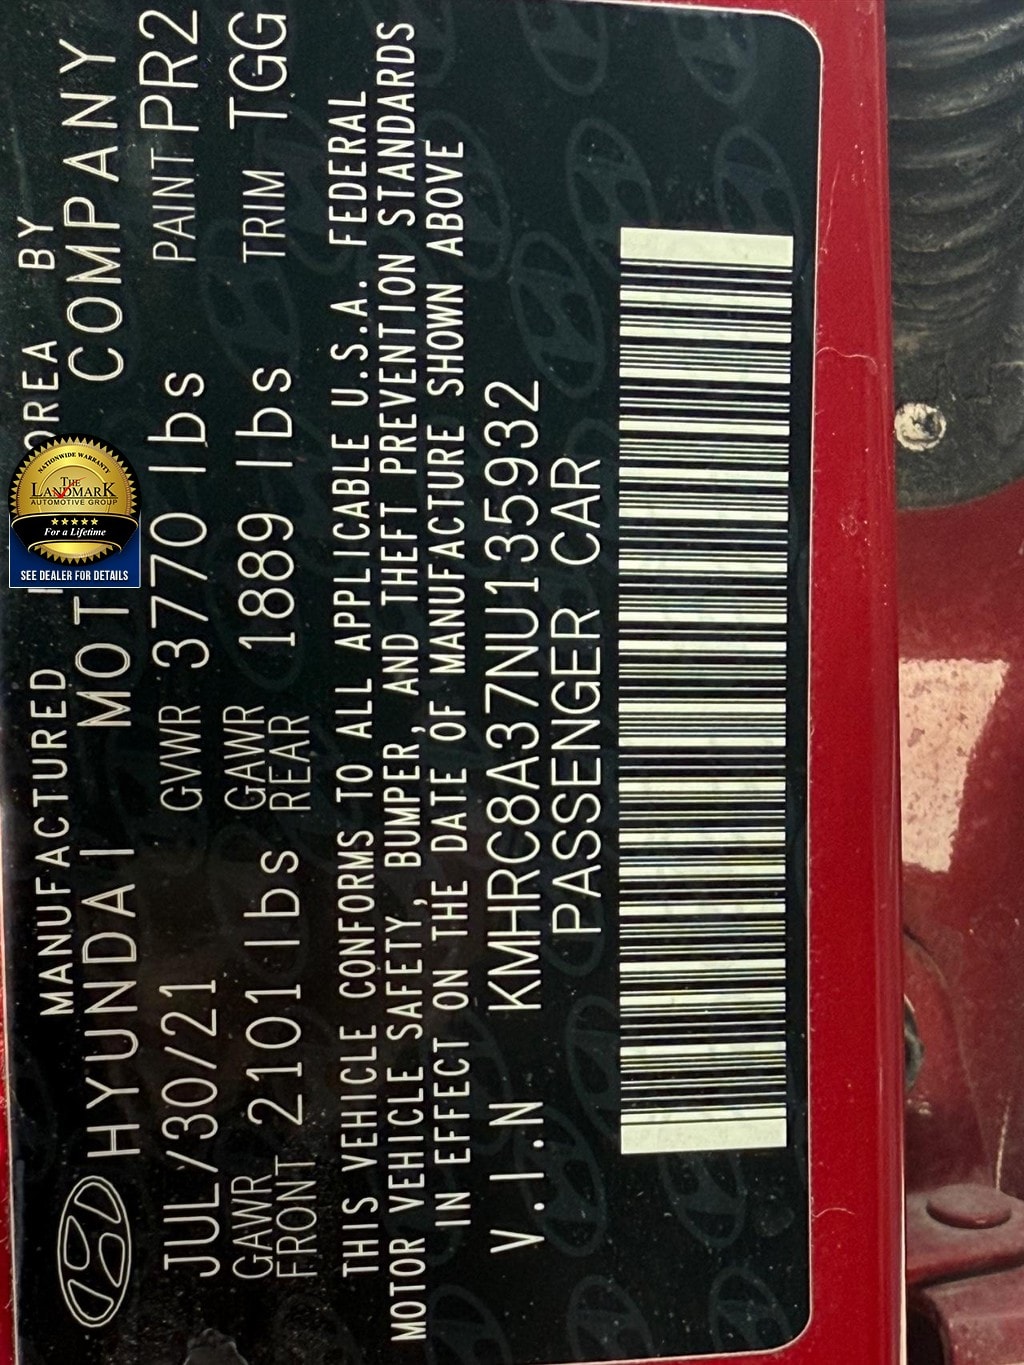 MANUFACTURED OREA BY
HYUNDAI MOT COMPANY
JUL/30/21 GVWR 3770 lbs PAINT PR2
GAWR FRONT 2101 lbs GAWR REAR 1889 lbs TRIM TGG
THIS VEHICLE CONFORMS TO ALL APPLICABLE U.S.A. FEDERAL
MOTOR VEHICLE SAFETY, BUMPER, AND THEFT PREVENTION STANDARDS
IN EFFECT ON THE DATE OF MANUFACTURE SHOWN ABOVE
V.I.N KMHRC8A37NU135932
PASSENGER CAR
NATIONWIDE WARRANTY
THE
LANDMARK
AUTOMOTIVE GROUP
For a Lifetime
SEE DEALER FOR DETAILS